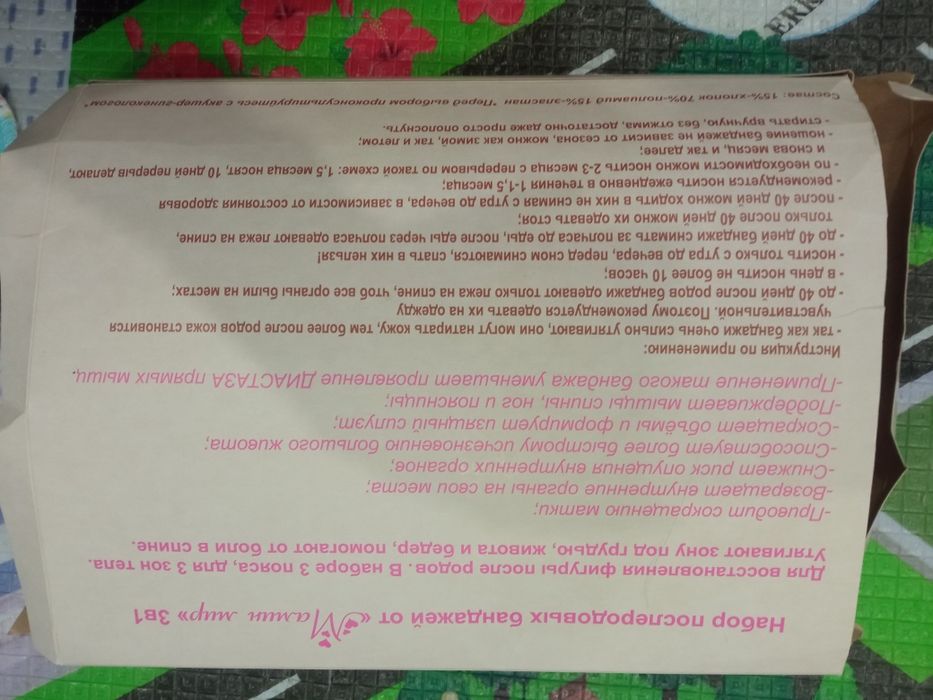 Набор послеродовых бандажей от «Мамин мир» 3в1
Для восстановления фигуры после родов. В наборе 3 пояса, для 3 зон тела.
Утягивают зону под грудью, живота и бедер, помогают от боли в спине.
-Приводит сокращению матки;
-Возвращает внутренние органы на свои места;
-Снижает риск опущения внутренних органов;
-Способствует более быстрому исчезновению большого живота:
-Сокращает объёмы и формирует изящный силуэт;
-Поддерживает мышцы спины, ног и поясницы;
-Применение такого бандажа уменьшает проявление ДИАСТАЗА прямых мышц.
Инструкция по применению:
- так как бандажи очень сильно утягивают, они могут натирать кожу, тем более после родов кожа становится
чувствительной. Поэтому рекомендуется одевать их на одежду
- до 40 дней после родов бандажи одевают только лежа на спине, чтоб все органы были на местах;
- в день носить не более 10 часов;
- носить только с утра до вечера, перед сном снимаются, спать в них нельзя!
- до 40 дней бандажи снимать за полчаса до еды, после еды через полчаса одевают лежа на спине,
только после 40 дней можно их одевать стоя;
- после 40 дней можно ходить в них не снимая с утра до вечера, в зависимости от состояния здоровья
- рекомендуется носить ежедневно в течения 1-1,5 месяца;
- по необходимости можно носить 2-3 месяца с перерывом по такой схеме: 1,5 месяца носят, 10 дней перерыв делают,
и снова месяц, и так далее;
- ношение бандажей не зависит от сезона, можно как зимой, так и летом;
- стирать вручную, без отжима, достаточно даже просто ополоснуть.
Состав: 15%-хлопок 70%-полиамид 15%-эластан "Перед выбором проконсультируйтесь с акушер-гинекологом"